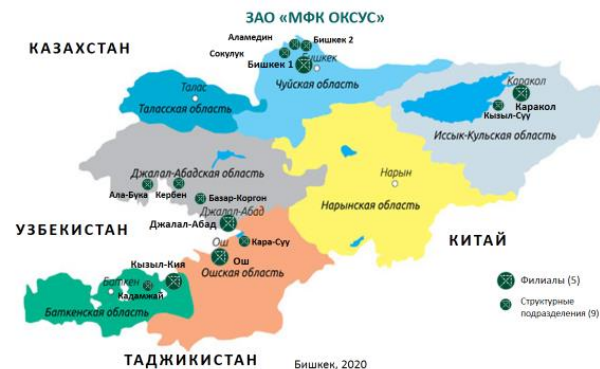 ЗАО «МФК ОКСУС»
КАЗАХСТАН
Аламедин
Бишкек 2
Сокулук
Бишкек 1
Бишкек
Чуйская область
Талас
Таласская область
Каракол
Каракол
Кызыл-Суу
Иссык-Кульская область
Джалал-Абадская область
Нарын
Ала-Бука
Кербен
Базар-Коргон
Нарынская область
Джалал-Абад
Джалал-Абад
УЗБЕКИСТАН
Кара-Суу
КИТАЙ
Ош
Ош
Кызыл-Кия
Ошская область
Баткен
Кадамжай
Баткенская область
Филиалы (5)
Структурные
подразделения (9)
ТАДЖИКИСТАН
Бишкек, 2020